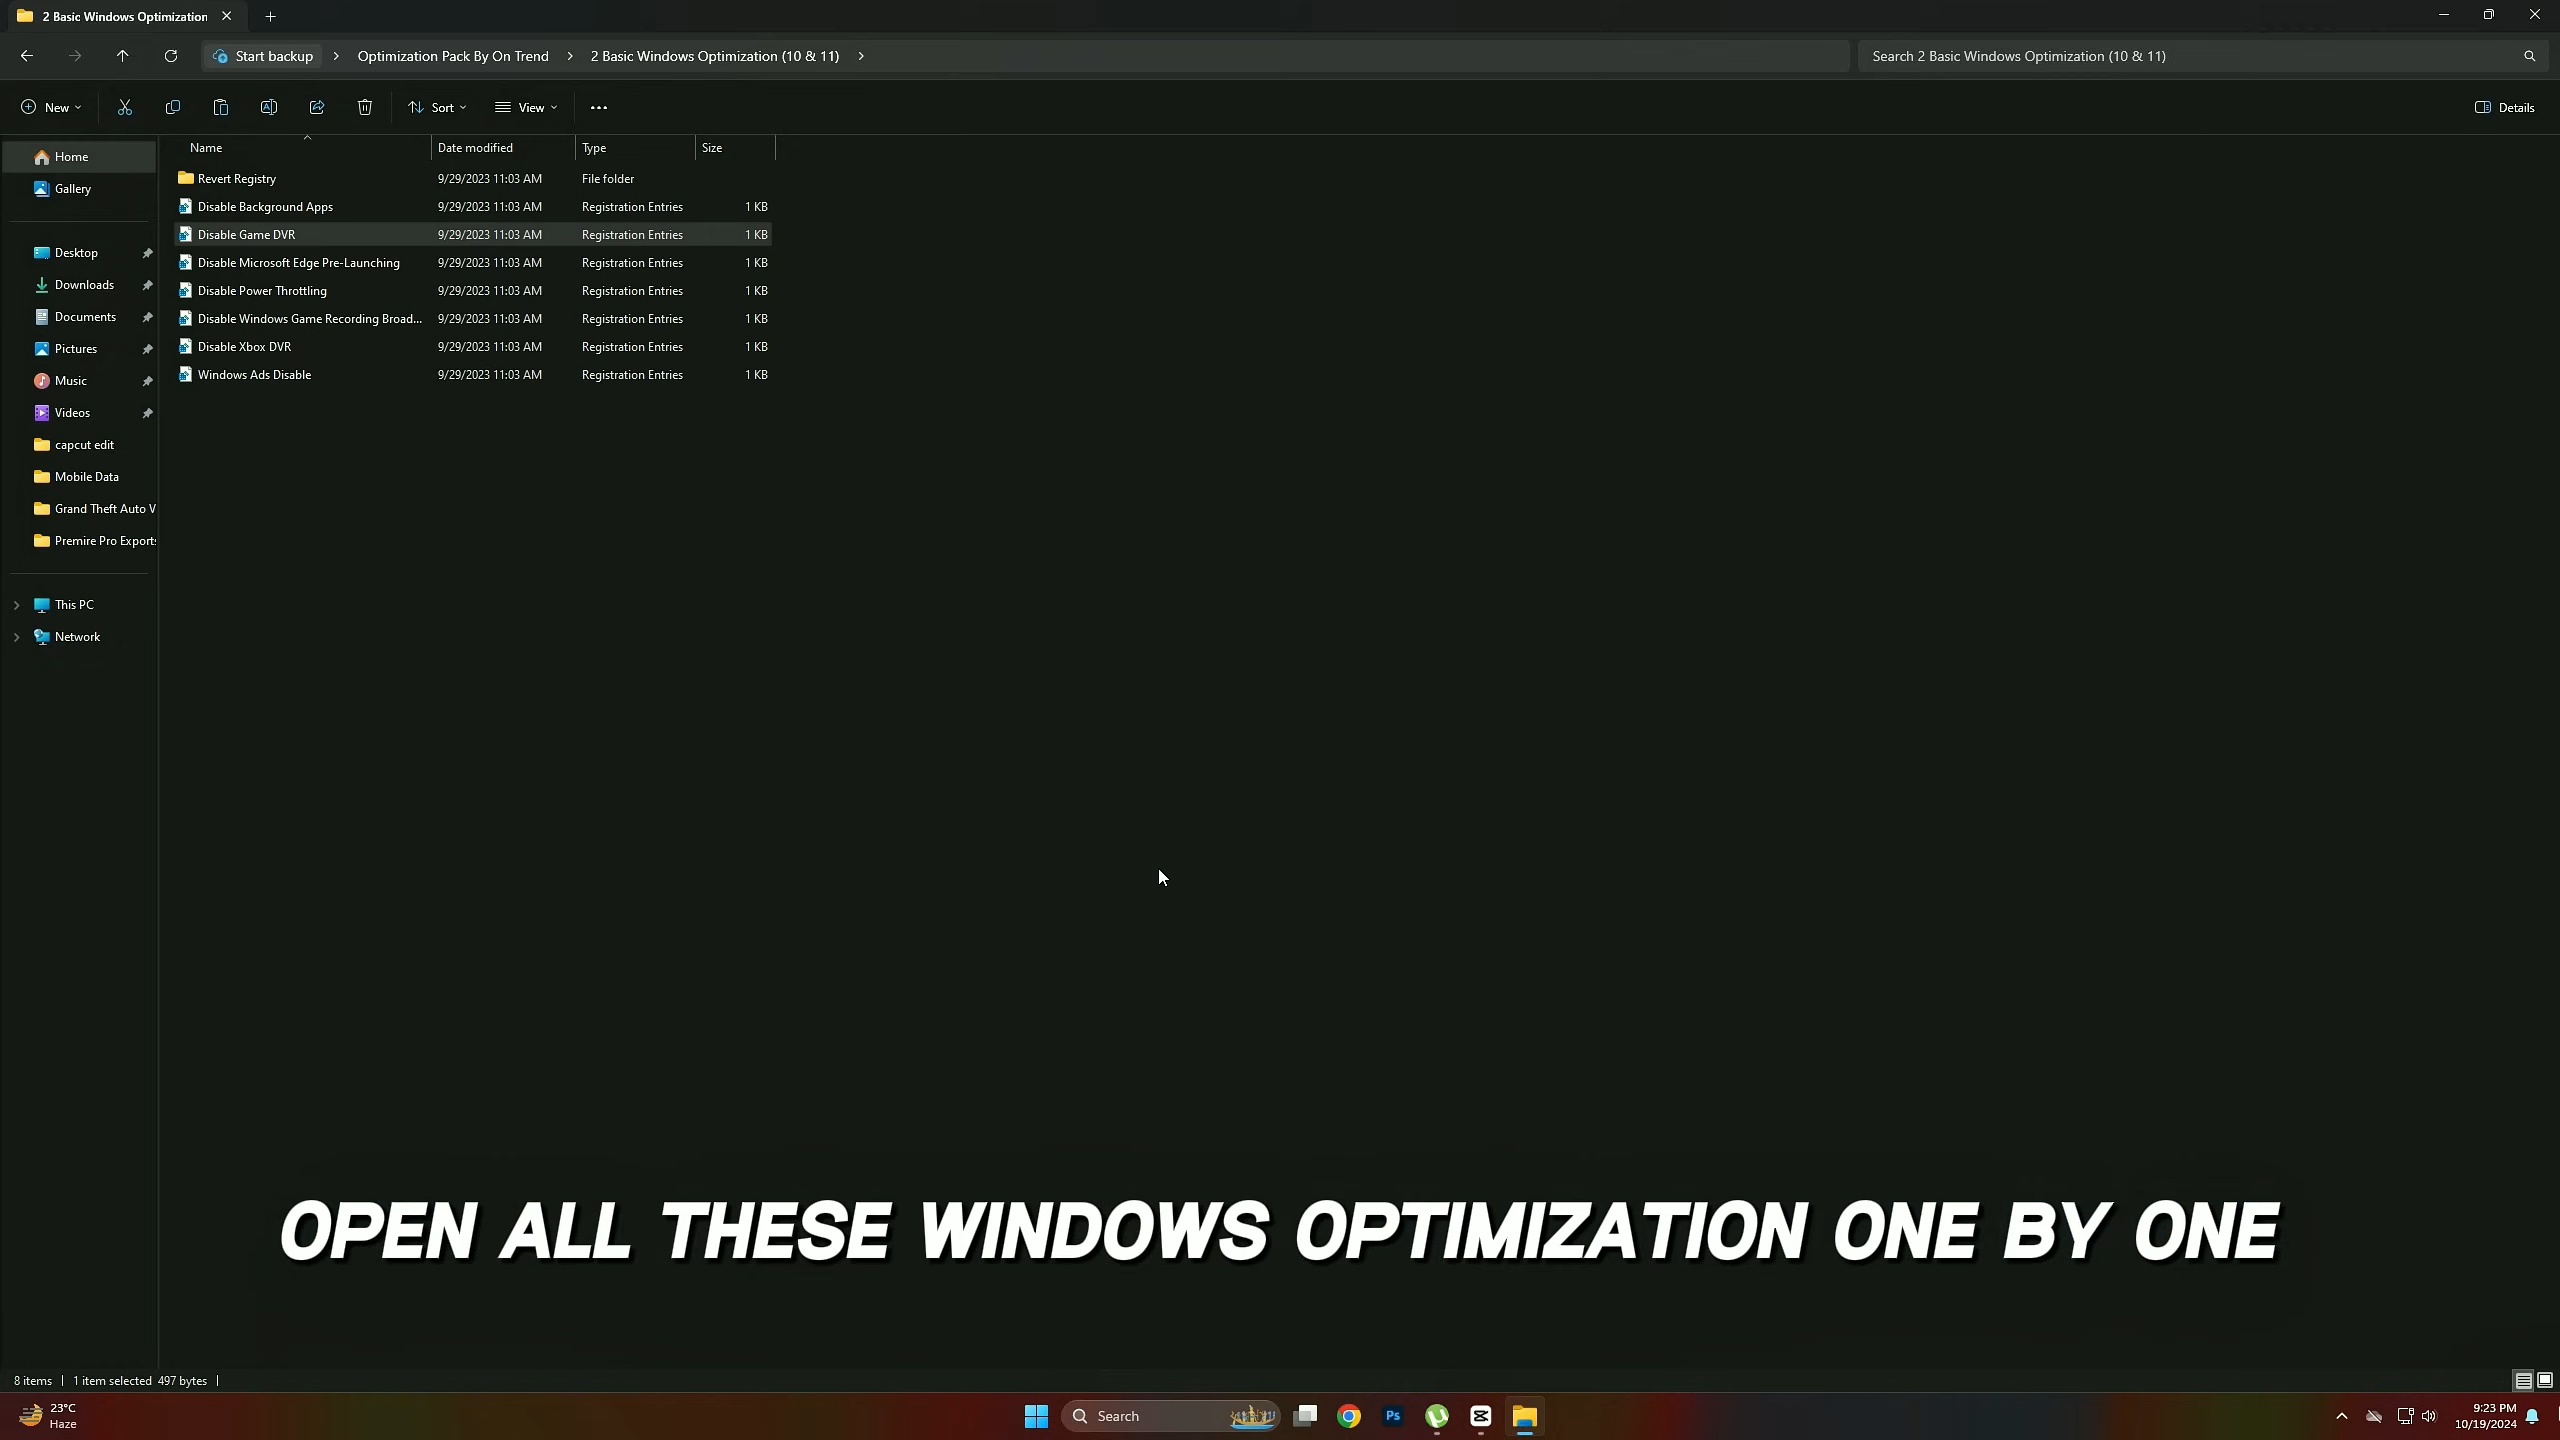 2 Basic Windows Optimization
Start backup > Optimization Pack By On Trend > 2 Basic Windows Optimization (10 & 11) >
Search 2 Basic Windows Optimization (10 & 11)
New Sort View ... Details
Name Date modified Type Size
Home
Gallery
Desktop
Downloads
Documents
Pictures
Music
Videos
capcut edit
Mobile Data
Grand Theft Auto V
Premire Pro Exports
This PC
Network
Revert Registry 9/29/2023 11:03 AM File folder
Disable Background Apps 9/29/2023 11:03 AM Registration Entries 1 KB
Disable Game DVR 9/29/2023 11:03 AM Registration Entries 1 KB
Disable Microsoft Edge Pre-Launching 9/29/2023 11:03 AM Registration Entries 1 KB
Disable Power Throttling 9/29/2023 11:03 AM Registration Entries 1 KB
Disable Windows Game Recording Broad... 9/29/2023 11:03 AM Registration Entries 1 KB
Disable Xbox DVR 9/29/2023 11:03 AM Registration Entries 1 KB
Windows Ads Disable 9/29/2023 11:03 AM Registration Entries 1 KB
OPEN ALL THESE WINDOWS OPTIMIZATION ONE BY ONE
8 items | 1 item selected 497 bytes |
23°C
Haze
Search
Ps
9:23 PM
10/19/2024